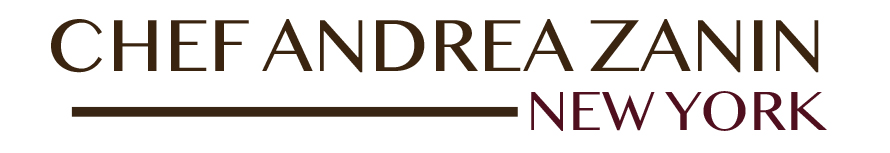 CHEF ANDREA ZANIN
NEW YORK